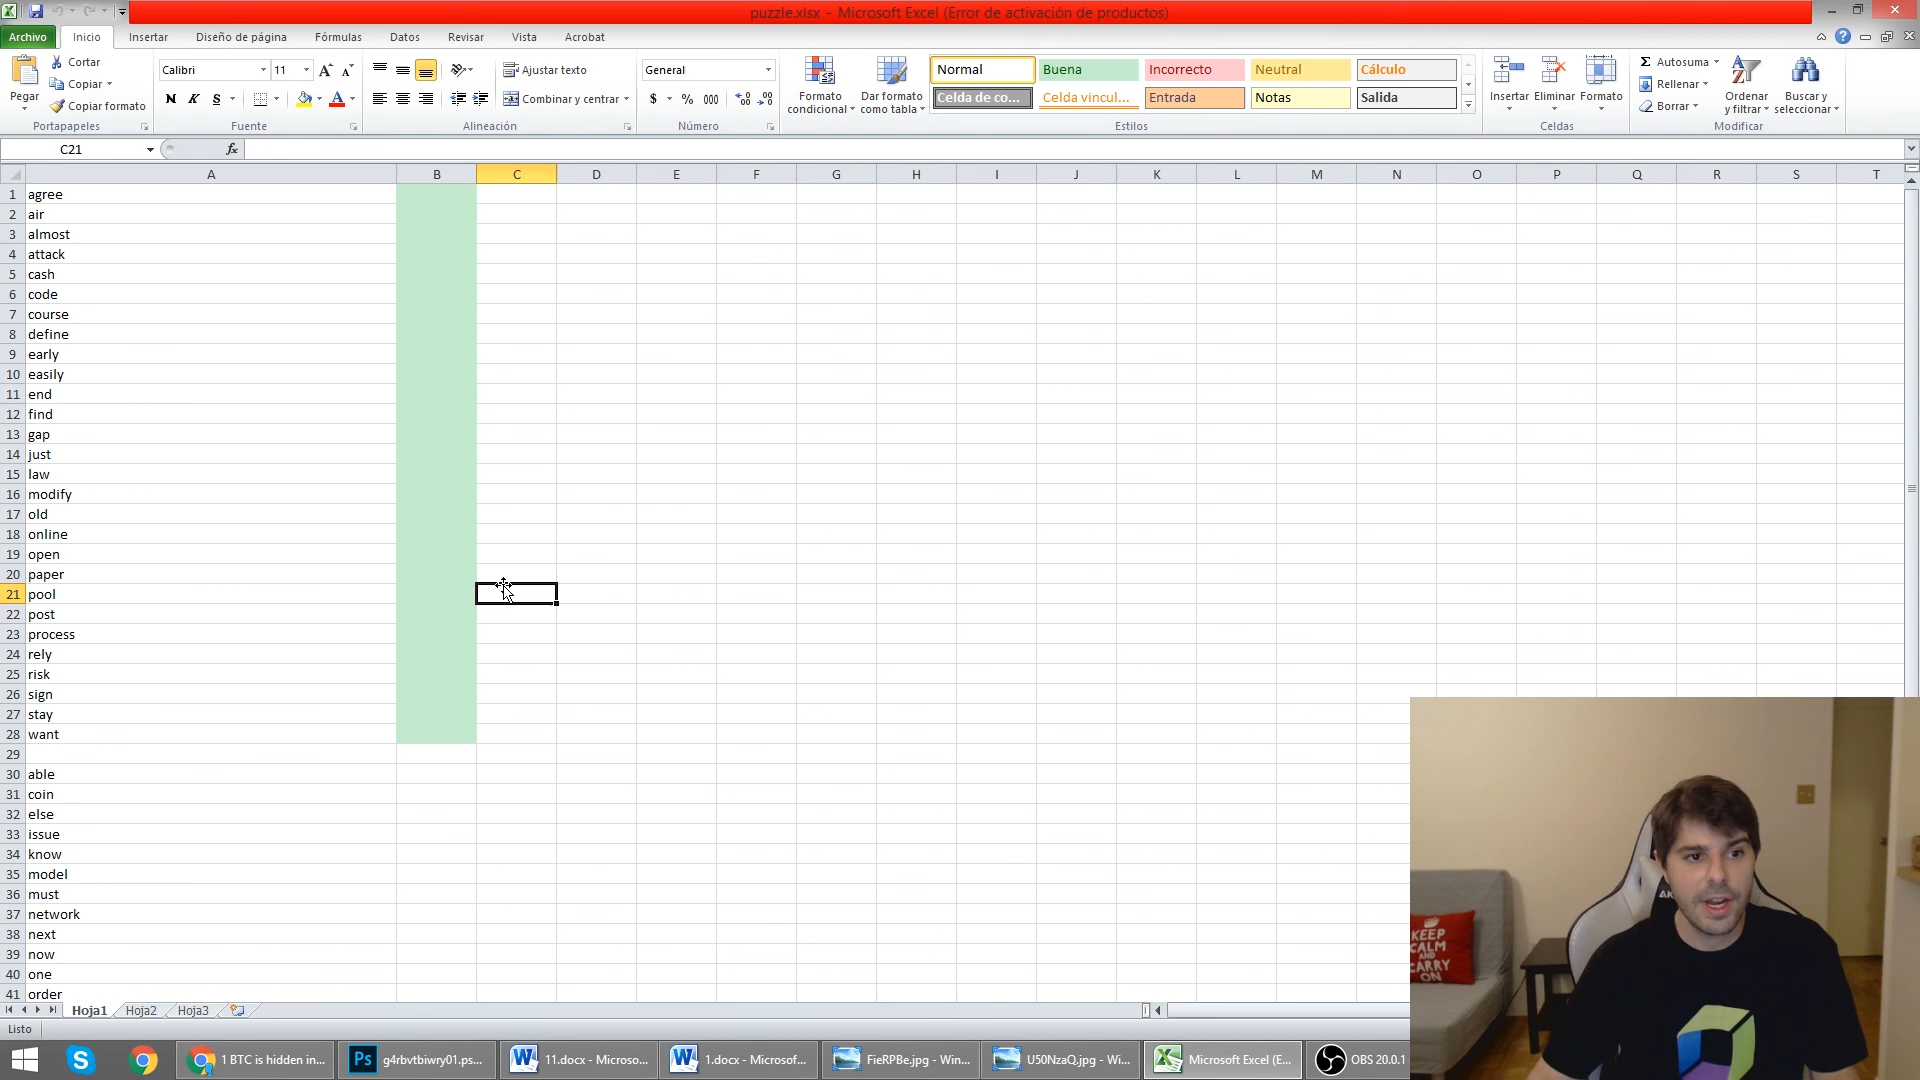 puzzle.xlsx - Microsoft Excel (Error de activación de productos)
Archivo Inicio Insertar Diseño de página Fórmulas Datos Revisar Vista Acrobat
Pegar
Cortar
Copiar
Copiar formato
Portapapeles
Calibri 11
N K S
Fuente
Ajustar texto
Combinar y centrar
Alineación
General
$ % 000
Número
Formato condicional
Dar formato como tabla
Normal Buena Incorrecto Neutral Cálculo
Celda de co... Celda vincul... Entrada Notas Salida
Estilos
Insertar Eliminar Formato
Celdas
Σ Autosuma
Rellenar
Borrar
Ordenar y filtrar
Buscar y seleccionar
Modificar
C21 fx
A B C D E F G H I J K L M N O P Q R S T
1 agree
2 air
3 almost
4 attack
5 cash
6 code
7 course
8 define
9 early
10 easily
11 end
12 find
13 gap
14 just
15 law
16 modify
17 old
18 online
19 open
20 paper
21 pool
22 post
23 process
24 rely
25 risk
26 sign
27 stay
28 want
29
30 able
31 coin
32 else
33 issue
34 know
35 model
36 must
37 network
38 next
39 now
40 one
41 order
KEEP
CALM
AND
CARRY
ON
AK
Hoja1 Hoja2 Hoja3
Listo
1 BTC is hidden in...
Ps g4rbvtbiwry01.ps...
11.docx - Microso...
1.docx - Microsof...
FieRPBe.jpg - Win...
U50NzaQ.jpg - Wi...
Microsoft Excel (E...
OBS 20.0.1